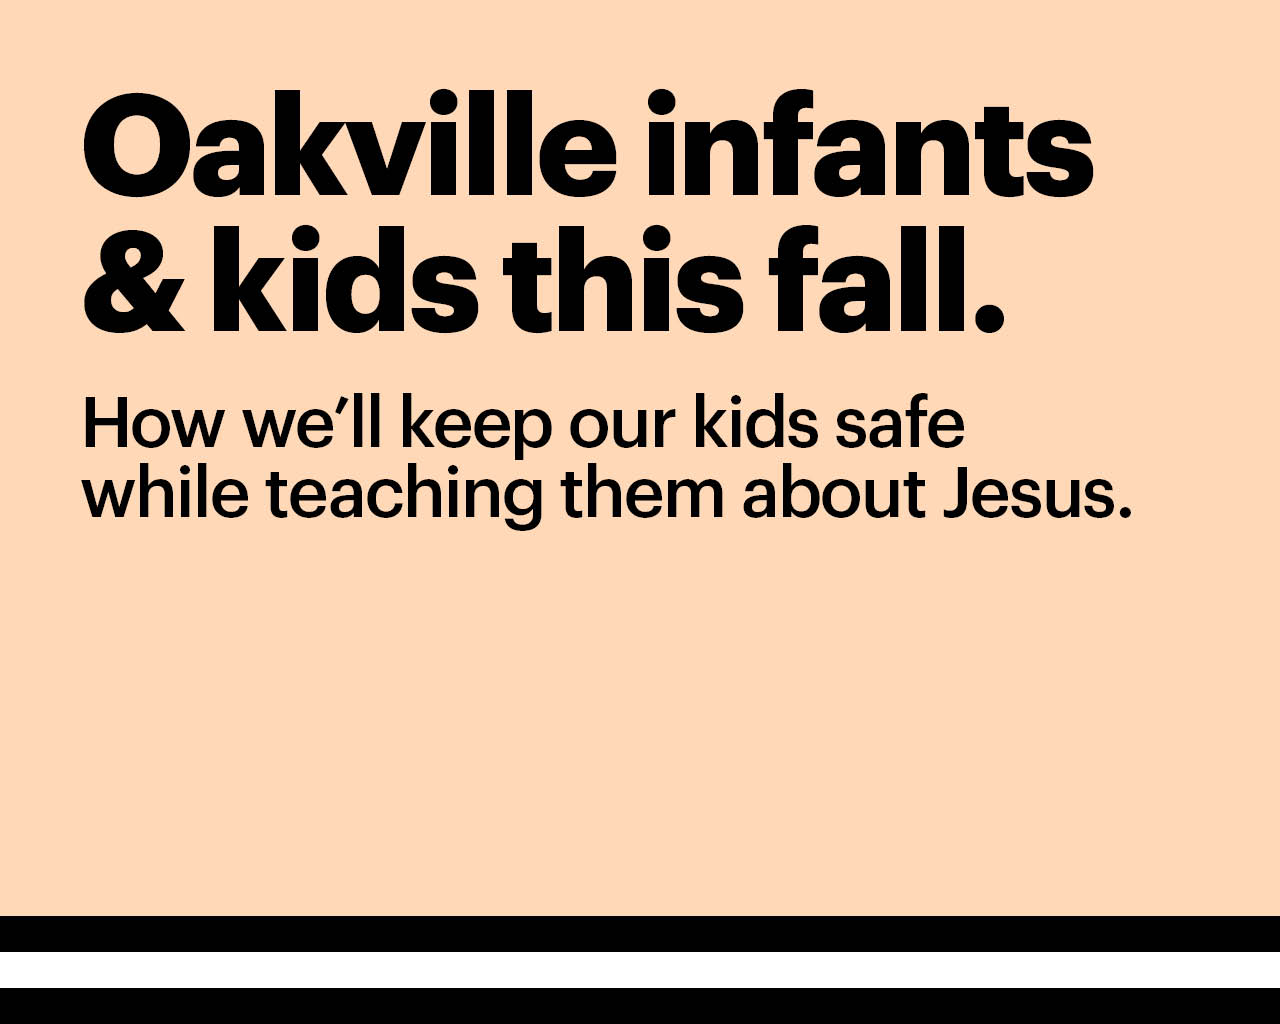 Oakville infants
& kids this fall.
How we’ll keep our kids safe
while teaching them about Jesus.